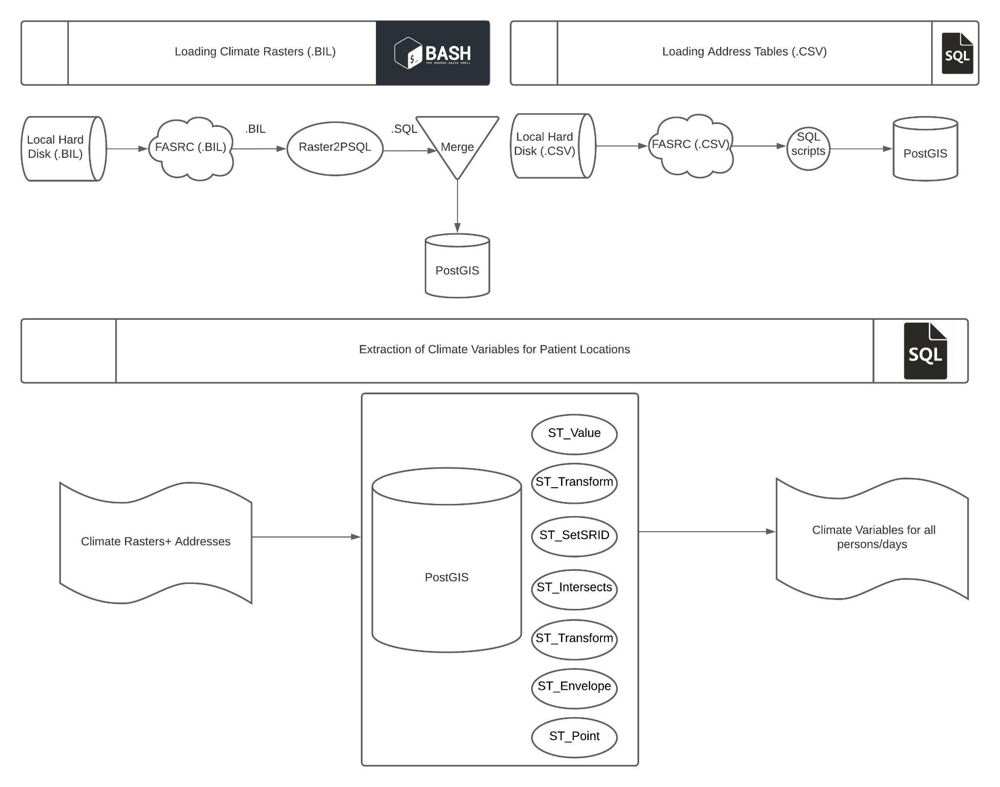 Loading Climate Rasters (.BIL)
$_
BASH
THE BOURNE-AGAIN SHELL
Loading Address Tables (.CSV)
SQL
Local Hard
Disk (.BIL)
FASRC (.BIL)
.BIL
Raster2PSQL
.SQL
Merge
PostGIS
Local Hard
Disk (.CSV)
FASRC (.CSV)
SQL
scripts
PostGIS
Extraction of Climate Variables for Patient Locations
SQL
Climate Rasters+ Addresses
PostGIS
ST_Value
ST_Transform
ST_SetSRID
ST_Intersects
ST_Transform
ST_Envelope
ST_Point
Climate Variables for all
persons/days